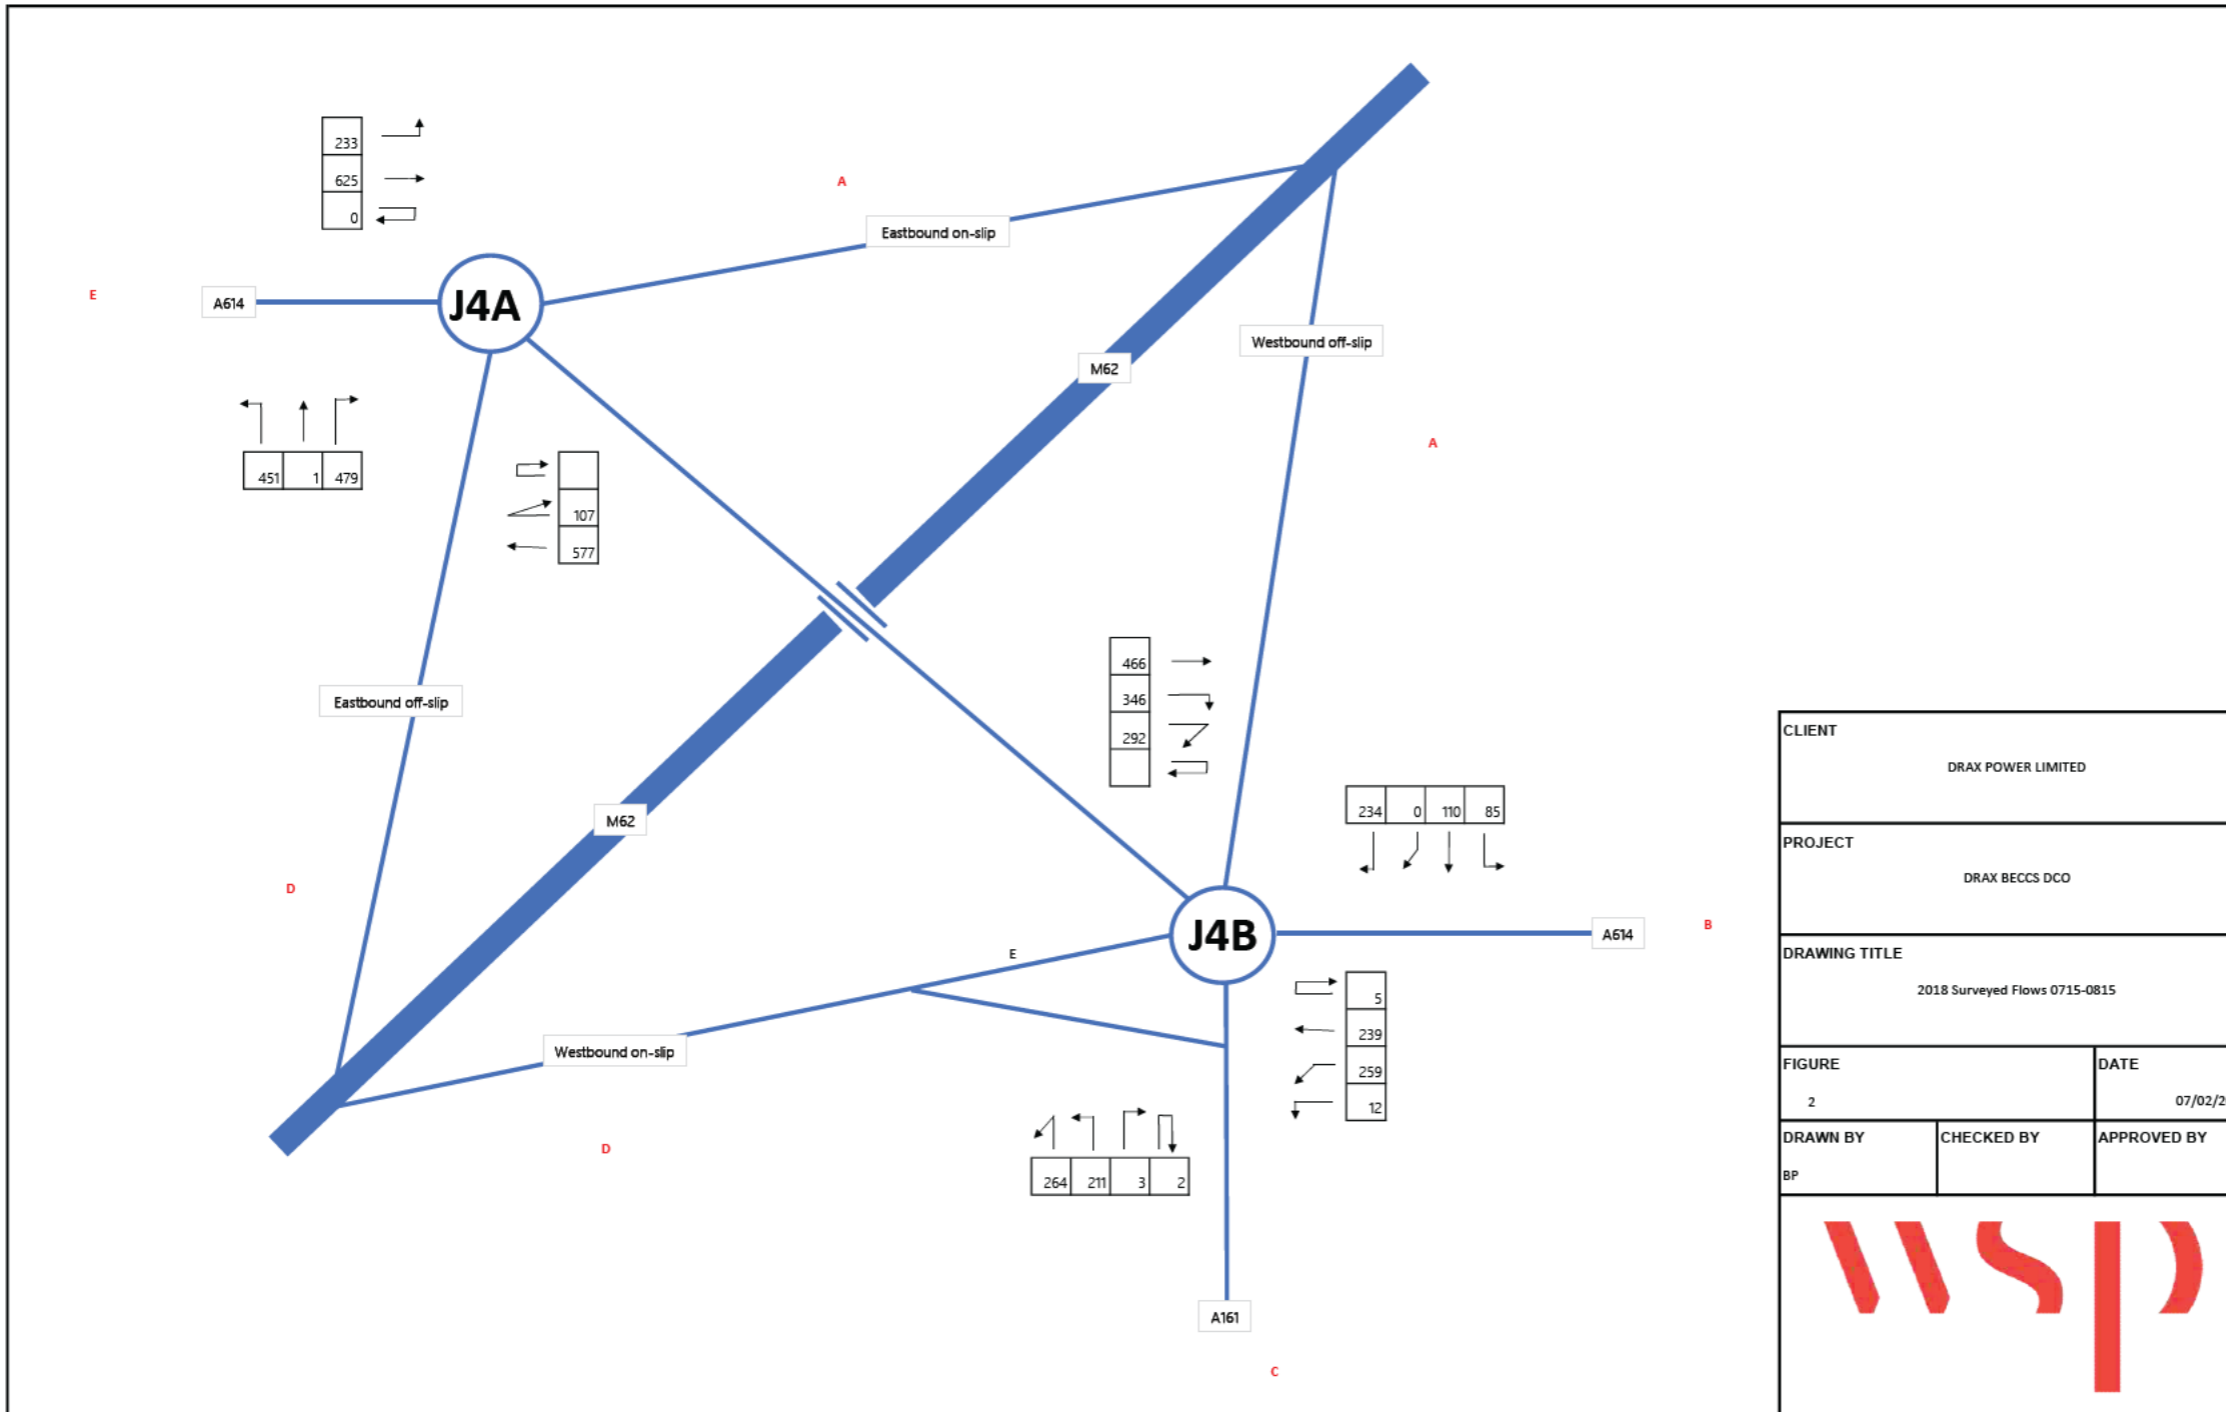 233
625
0
A
Eastbound on-slip
E
A614
J4A
Westbound off-slip
M62
A
451 1 479
107
577
466
346
292
Eastbound off-slip
234 0 110 85
M62
D
J4B
A614
B
E
5
239
259
12
Westbound on-slip
D
264 211 3 2
A161
C
CLIENT
DRAX POWER LIMITED
PROJECT
DRAX BECCS DCO
DRAWING TITLE
2018 Surveyed Flows 0715-0815
FIGURE
DATE
2
07/02/2
DRAWN BY
CHECKED BY
APPROVED BY
BP
wsp